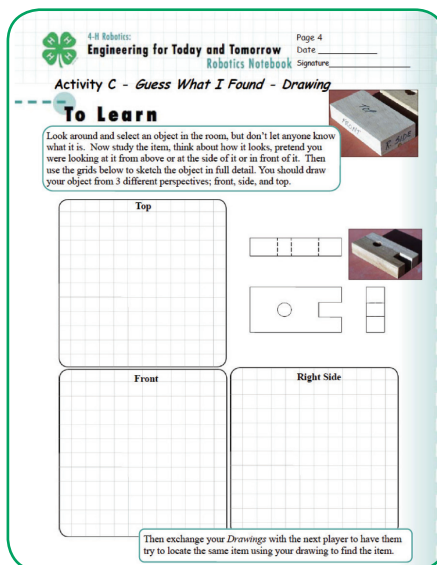 4-H Robotics:
Engineering for Today and Tomorrow
Robotics Notebook
Page 4
Date
Signature
Activity C - Guess What I Found - Drawing
To Learn
Look around and select an object in the room, but don't let anyone know
what it is. Now study the item, think about how it looks, pretend you
were looking at it from above or at the side of it or in front of it. Then
use the grids below to sketch the object in full detail. You should draw
your object from 3 different perspectives; front, side, and top.
TOP
FRONT
R. SIDE
Top
Front
Right Side
Then exchange your Drawings with the next player to have them
try to locate the same item using your drawing to find the item.